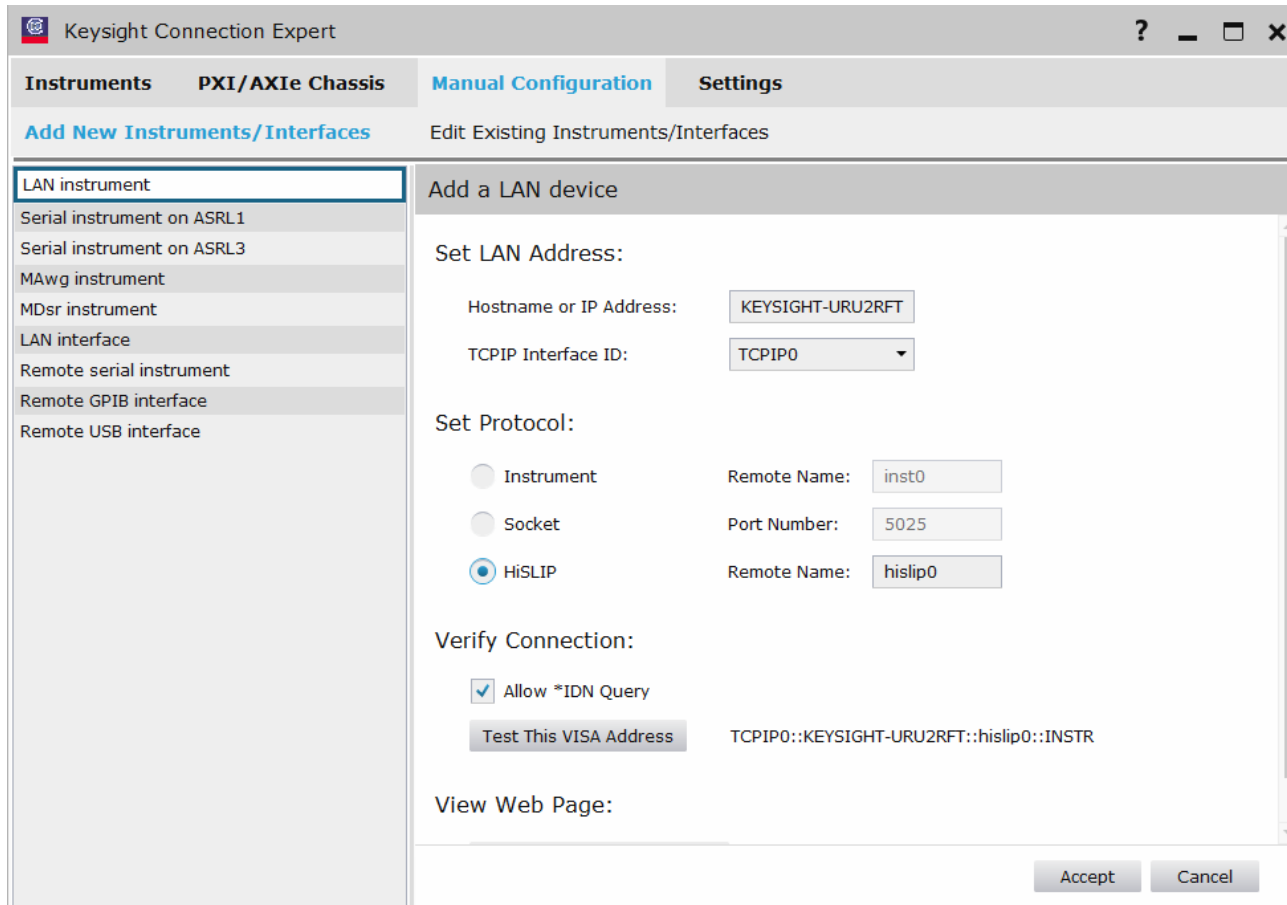 Keysight Connection Expert ?
Instruments PXI/AXIe Chassis Manual Configuration Settings
Add New Instruments/Interfaces Edit Existing Instruments/Interfaces
LAN instrument
Serial instrument on ASRL1
Serial instrument on ASRL3
MAwg instrument
MDsr instrument
LAN interface
Remote serial instrument
Remote GPIB interface
Remote USB interface
Add a LAN device
Set LAN Address:
Hostname or IP Address: KEYSIGHT-URU2RFT
TCPIP Interface ID: TCPIP0
Set Protocol:
Instrument Remote Name: inst0
Socket Port Number: 5025
HiSLIP Remote Name: hislip0
Verify Connection:
Allow *IDN Query
Test This VISA Address TCPIP0::KEYSIGHT-URU2RFT::hislip0::INSTR
View Web Page:
Accept Cancel